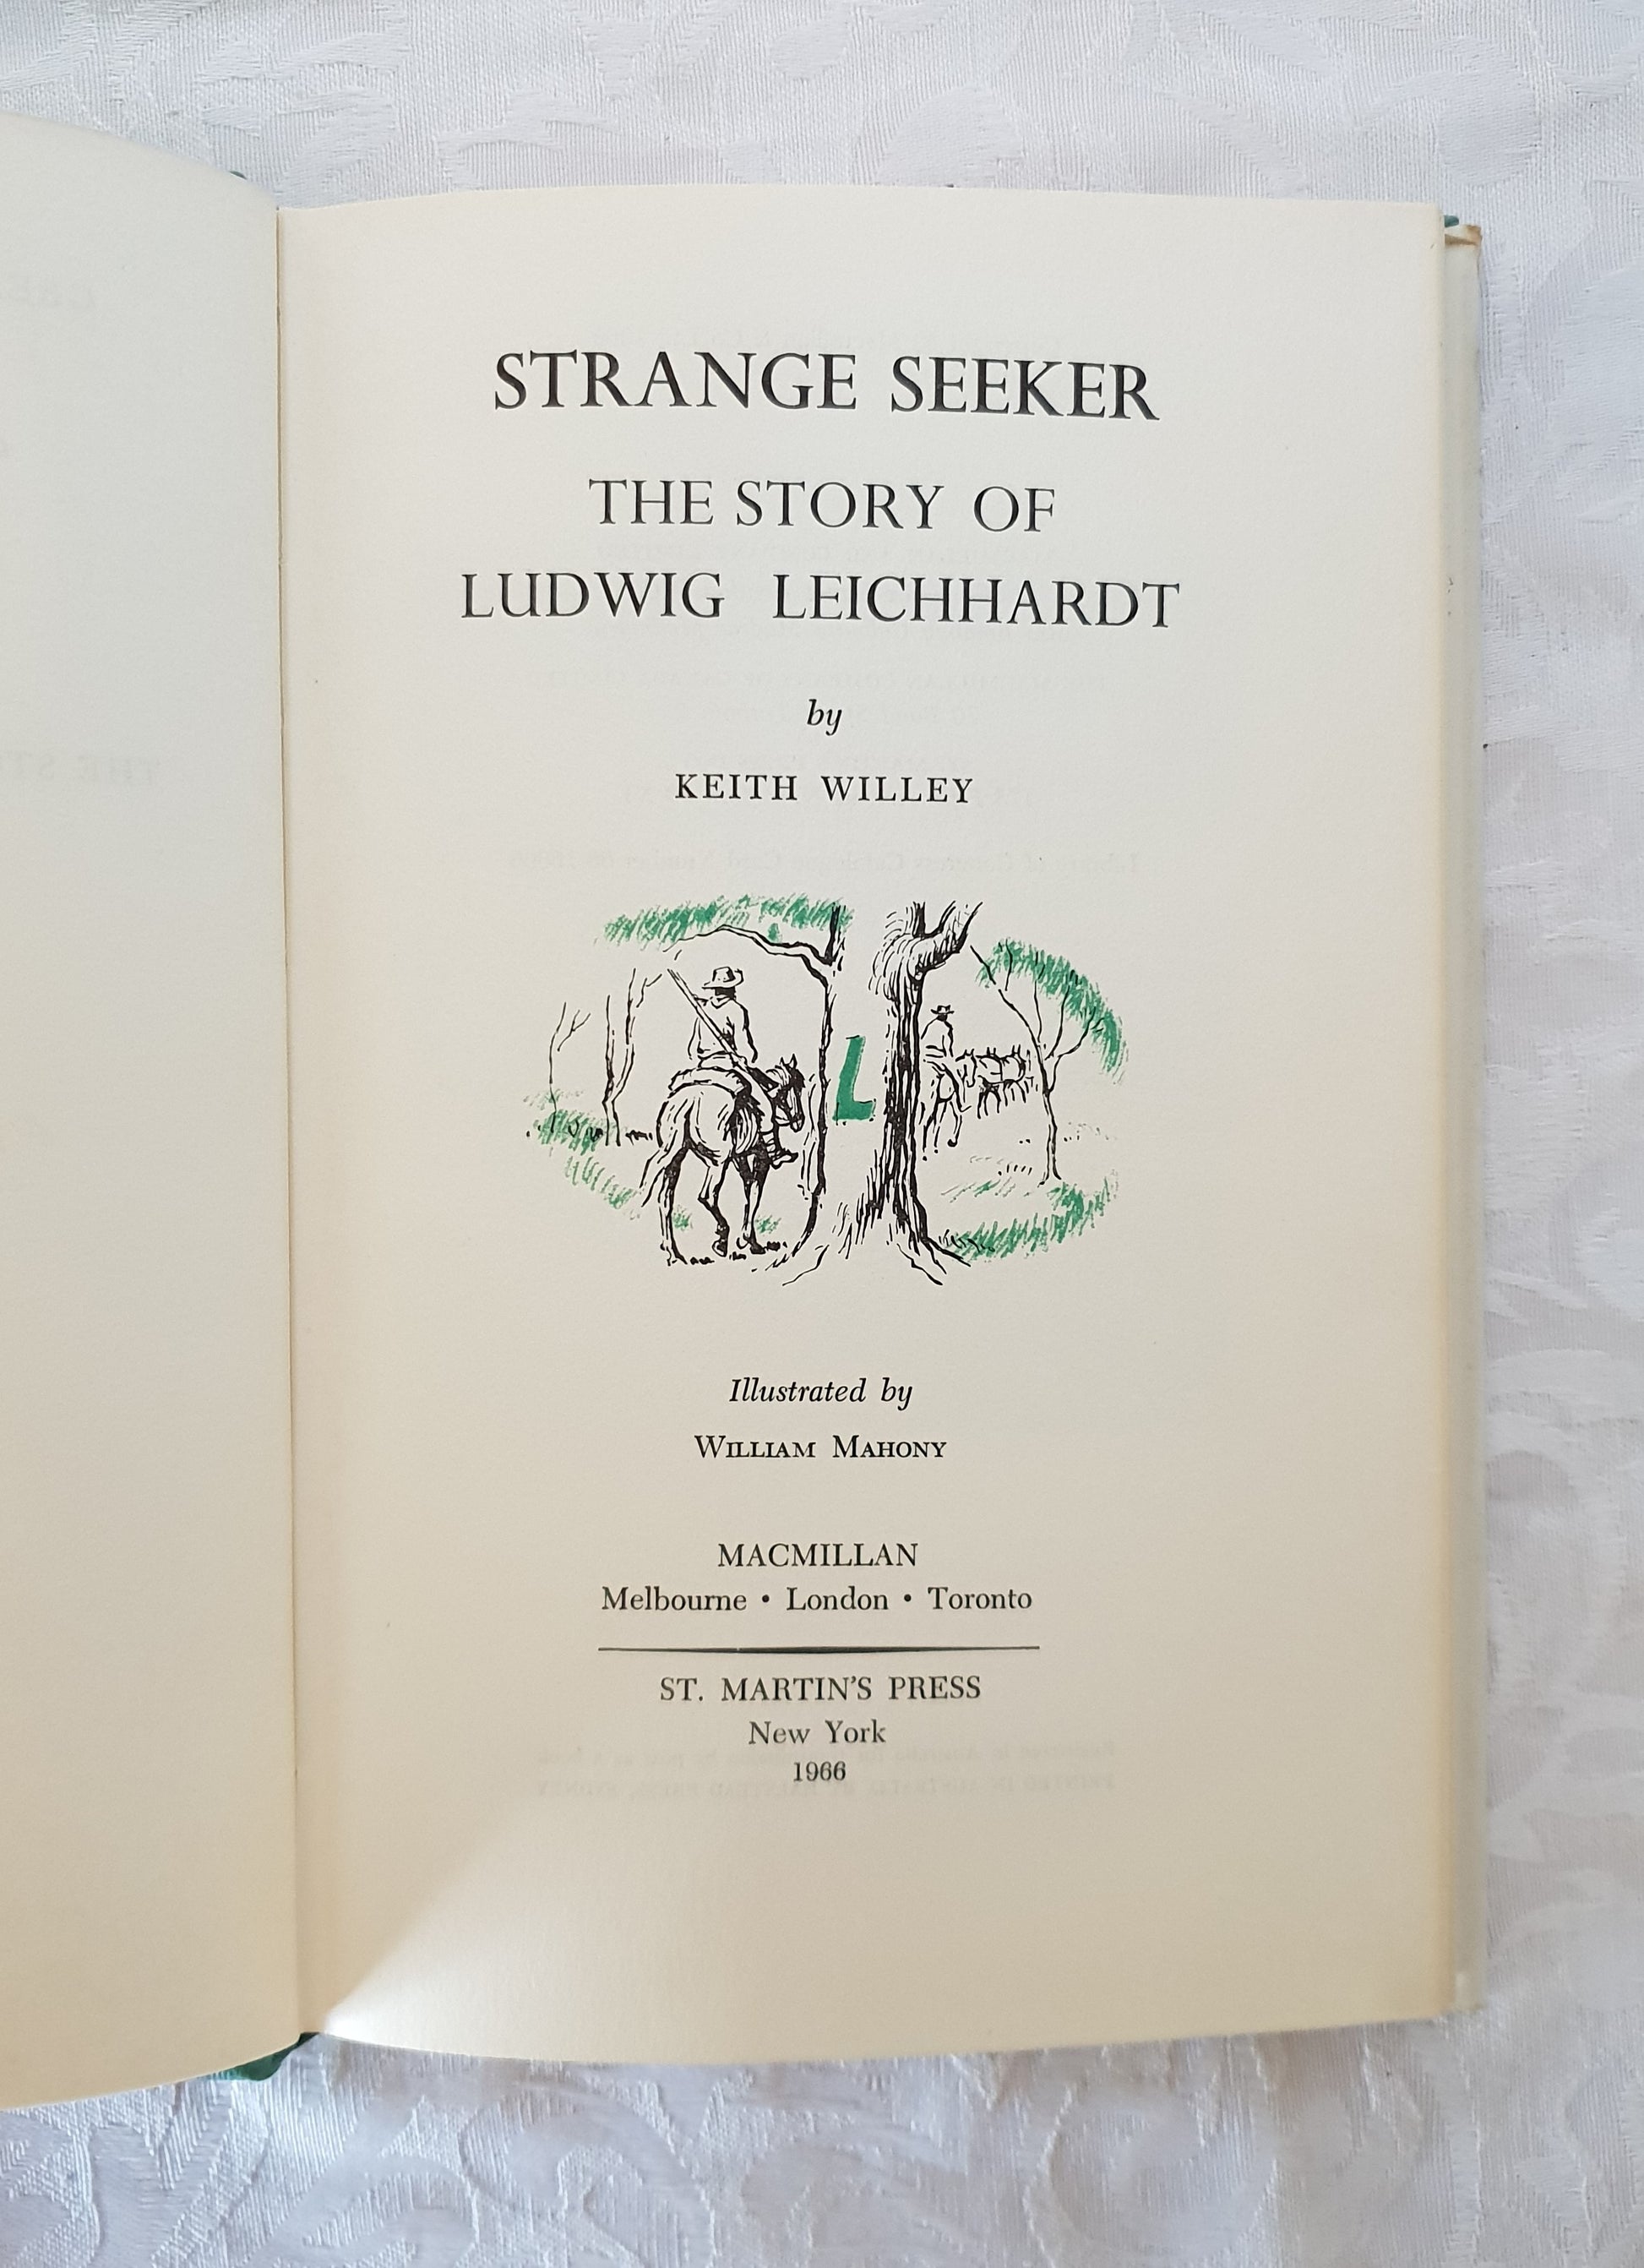 STRANGE SEEKER
THE STORY OF
LUDWIG LEICHHARDT
by
KEITH WILLEY
L
Illustrated by
WILLIAM MAHONY
MACMILLAN
Melbourne • London • Toronto
ST. MARTIN'S PRESS
New York
1966